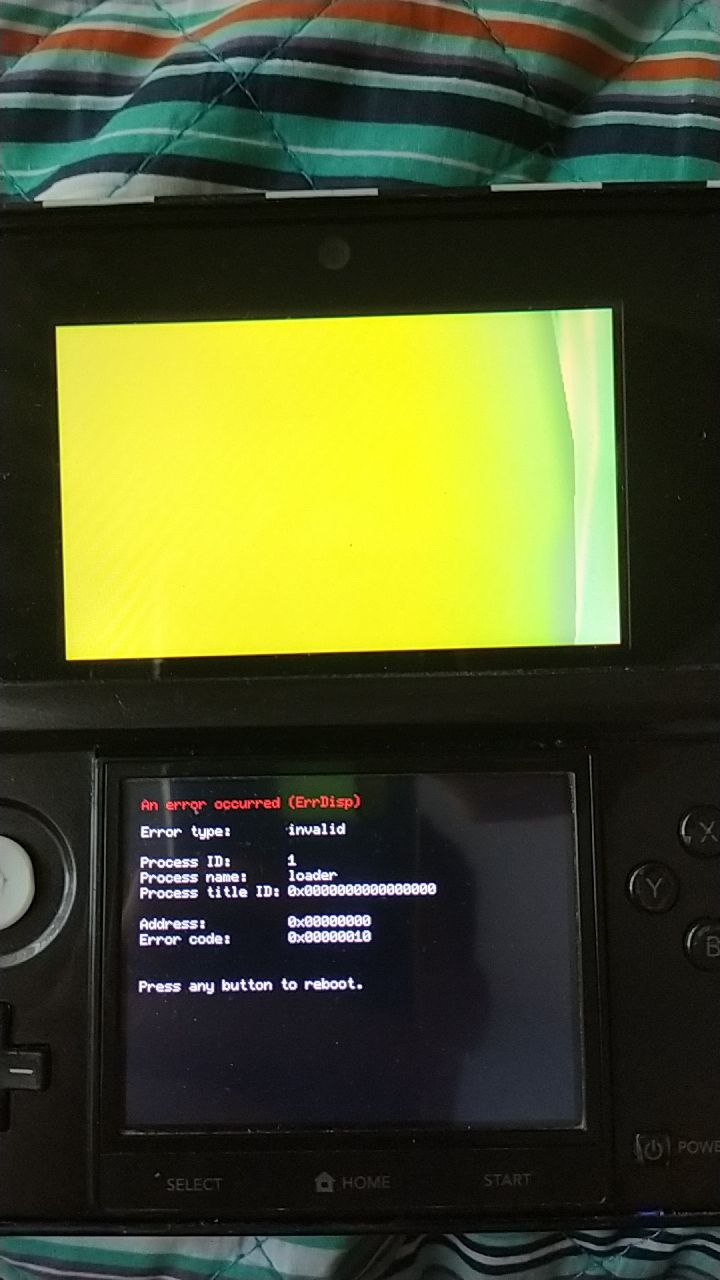 An error occurred (ErrDisp)
Error type: invalid
Process ID: 1
Process name: loader
Process title ID: 0x0000000000000000
Address: 0x00000000
Error code: 0x00000010
Press any button to reboot.
X
Y
B
SELECT
HOME
START